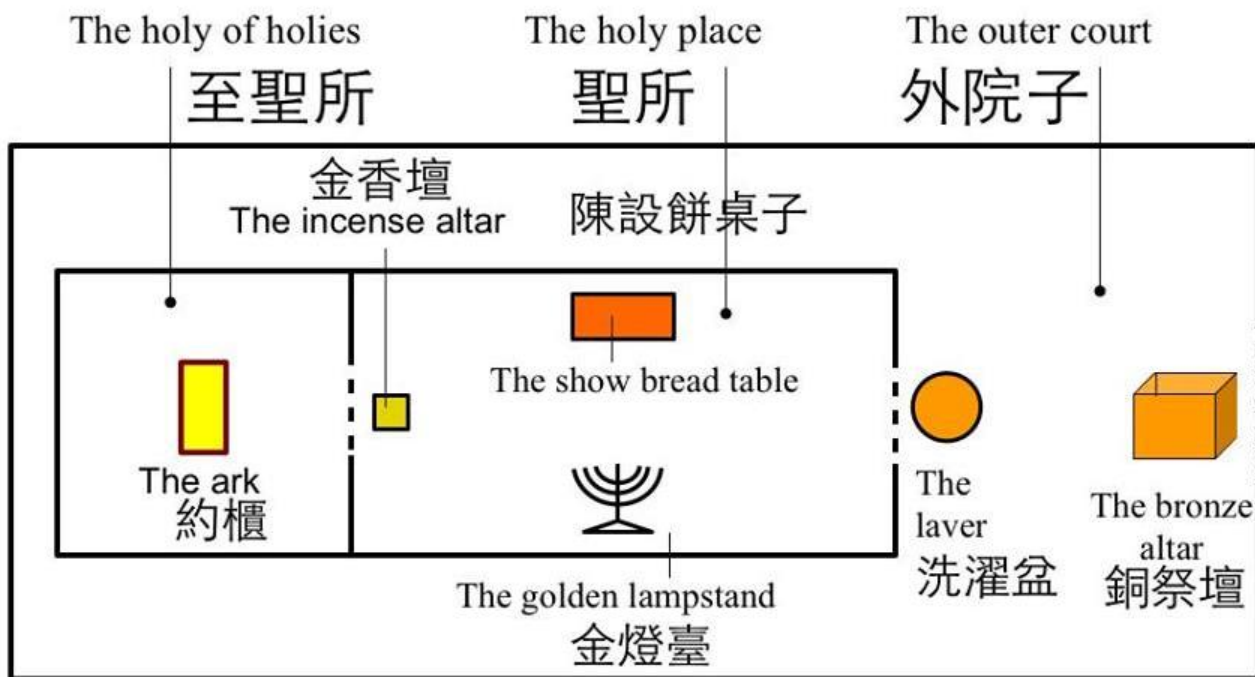 The holy of holies
至聖所
The holy place
聖所
The outer court
外院子
金香壇
The incense altar
陳設餅桌子
The show bread table
The ark
約櫃
The golden lampstand
金燈臺
The
laver
洗濯盆
The bronze
altar
銅祭壇